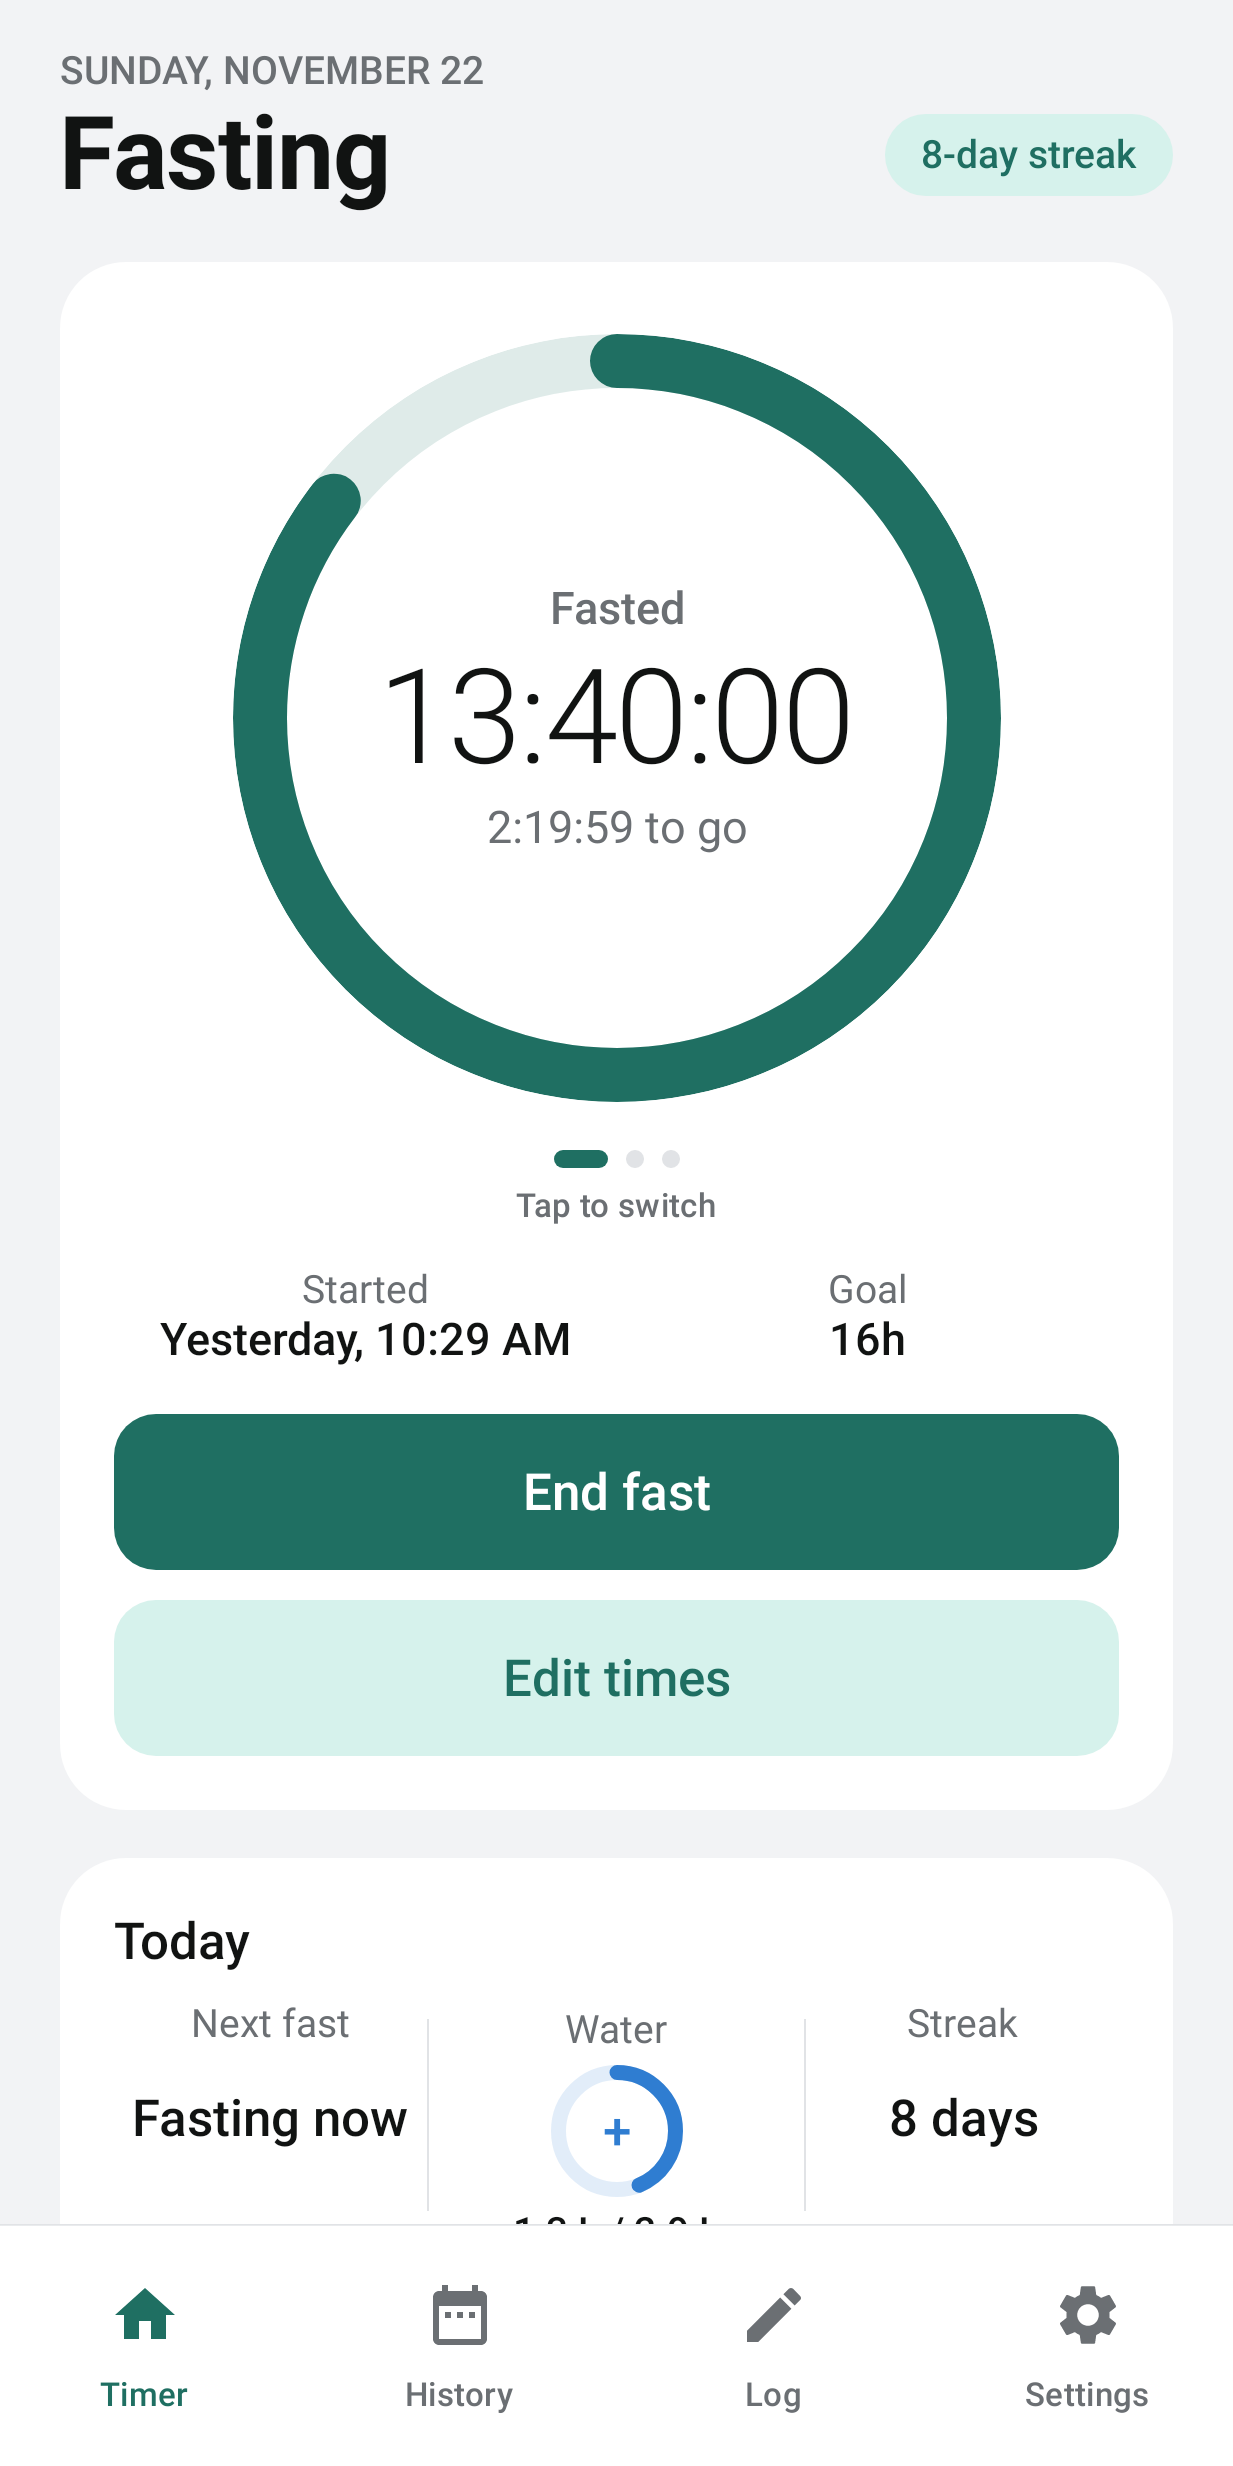 SUNDAY, NOVEMBER 22
Fasting
8-day streak
Fasted
13:40:00
2:19:59 to go
Tap to switch
Started
Goal
Yesterday, 10:29 AM
16h
End fast
Edit times
Today
Next fast
Water
Streak
Fasting now
+
8 days
Timer
History
Log
Settings